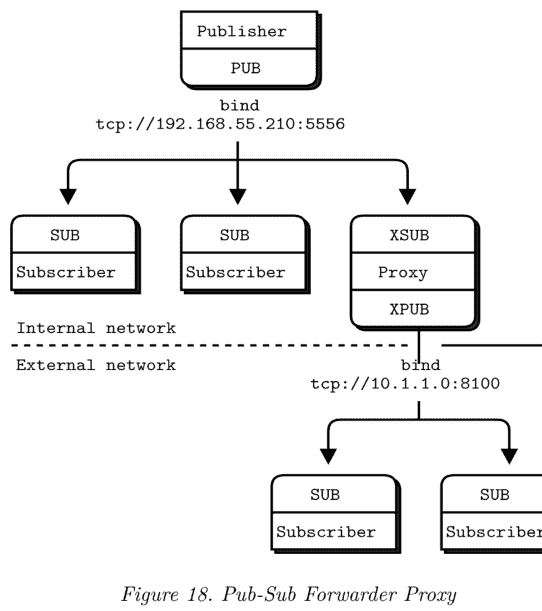 Publisher
PUB
bind
tcp://192.168.55.210:5556
SUB
Subscriber
SUB
Subscriber
XSUB
Proxy
XPUB
Internal network
External network
bind
tcp://10.1.1.0:8100
SUB
Subscriber
SUB
Subscriber
Figure 18. Pub-Sub Forwarder Proxy